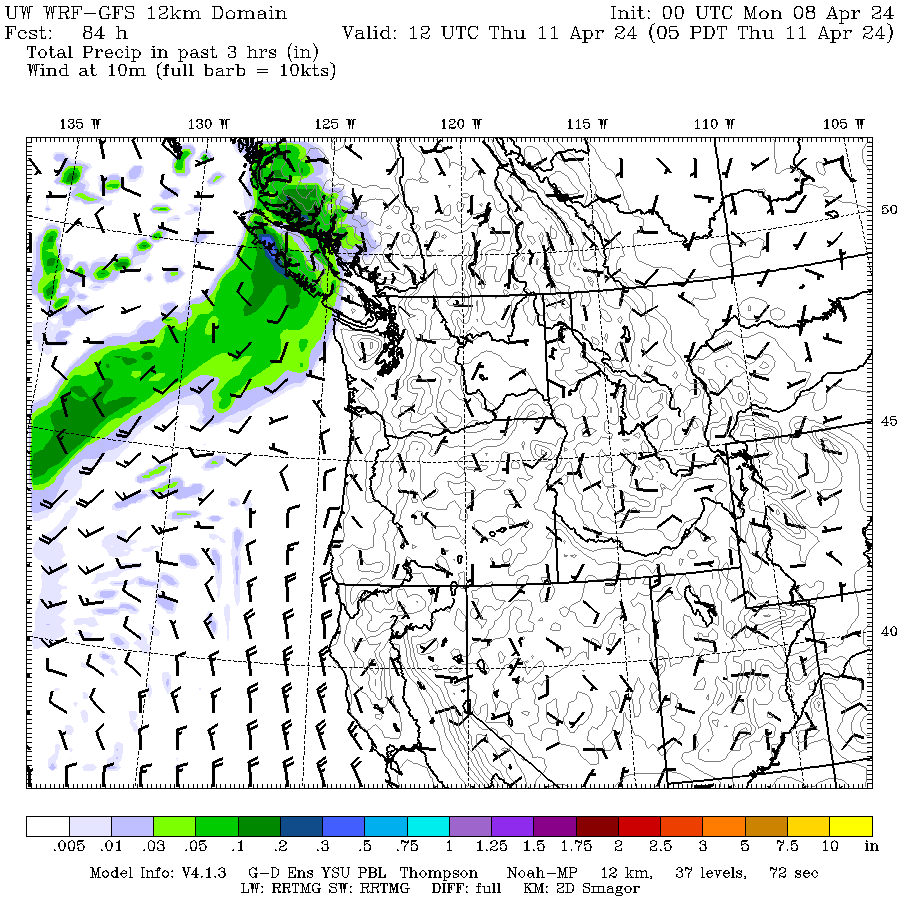 UW WRF-GFS 12km Domain Init: 00 UTC Mon 08 Apr 24
Fcst: 84 h Valid: 12 UTC Thu 11 Apr 24 (05 PDT Thu 11 Apr 24)
Total Precip in past 3 hrs (in)
Wind at 10m (full barb = 10kts)
135 W 130 W 125 W 120 W 115 W 110 W 105 W
50
45
40
.005 .01 .03 .05 .1 .2 .3 .5 .75 1 1.25 1.5 1.75 2 2.5 3 5 7.5 10 in
Model Info: V4.1.3 G-D Ens YSU PBL Thompson Noah-MP 12 km, 37 levels, 72 sec
LW: RRTMG SW: RRTMG DIFF: full KM: 2D Smagor